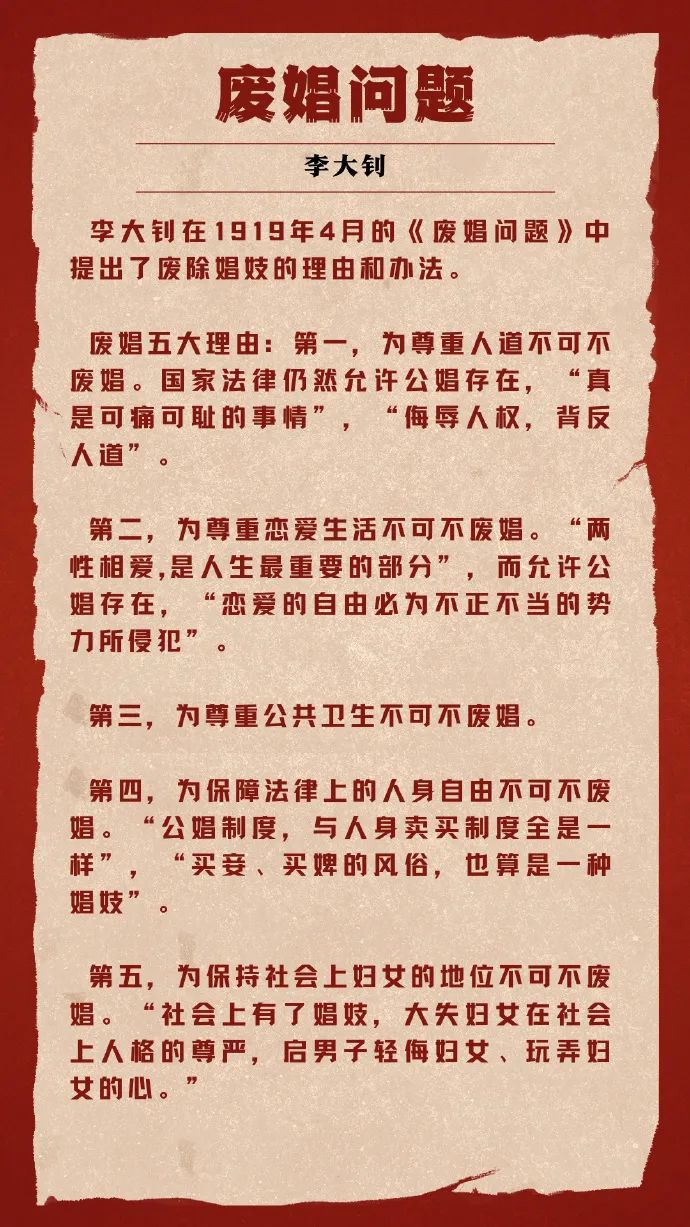 废娼问题
李大钊
李大钊在1919年4月的《废娼问题》中
提出了废除娼妓的理由和办法。
废娼五大理由：第一，为尊重人道不可不
废娼。国家法律仍然允许公娼存在，“真
是可痛可耻的事情”，“侮辱人权，背反
人道”。
第二，为尊重恋爱生活不可不废娼。“两
性相爱,是人生最重要的部分”，而允许公
娼存在，“恋爱的自由必为不正不当的势
力所侵犯”。
第三，为尊重公共卫生不可不废娼。
第四，为保障法律上的人身自由不可不废
娼。“公娼制度，与人身卖买制度全是一
样”，“买妾、买婢的风俗，也算是一种
娼妓”。
第五，为保持社会上妇女的地位不可不废
娼。“社会上有了娼妓，大失妇女在社会
上人格的尊严，启男子轻侮妇女、玩弄妇
女的心。”